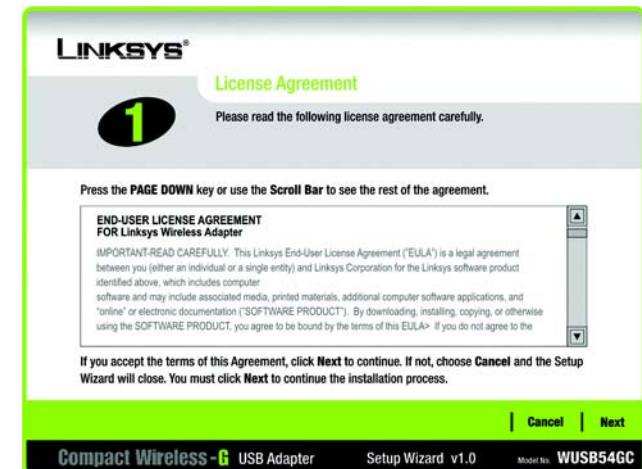 LINKSYS®
License Agreement
1
Please read the following license agreement carefully.
Press the PAGE DOWN key or use the Scroll Bar to see the rest of the agreement.
END-USER LICENSE AGREEMENT
FOR Linksys Wireless Adapter
IMPORTANT-READ CAREFULLY. This Linksys End-User License Agreement ("EULA") is a legal agreement
between you (either an individual or a single entity) and Linksys Corporation for the Linksys software product
identified above, which includes computer
software and may include associated media, printed materials, additional computer software applications, and
"online" or electronic documentation ("SOFTWARE PRODUCT"). By downloading, installing, copying, or otherwise
using the SOFTWARE PRODUCT, you agree to be bound by the terms of this EULA> If you do not agree to the
If you accept the terms of this Agreement, click Next to continue. If not, choose Cancel and the Setup
Wizard will close. You must click Next to continue the installation process.
Cancel | Next
Compact Wireless-G USB Adapter Setup Wizard v1.0 Model No. WUSB54GC